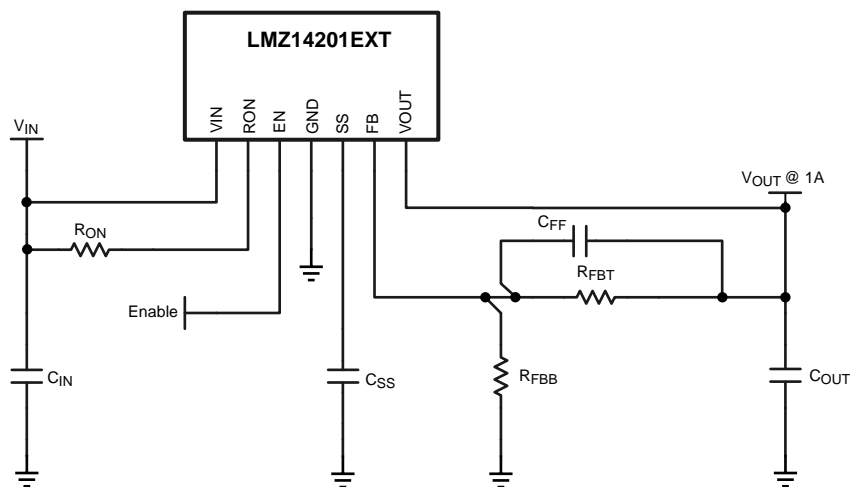 LMZ14201EXT
VIN
RON
EN
GND
SS
FB
VOUT
VIN
VOUT @ 1A
CFF
RON
RFBT
Enable
CIN
CSS
RFBB
COUT